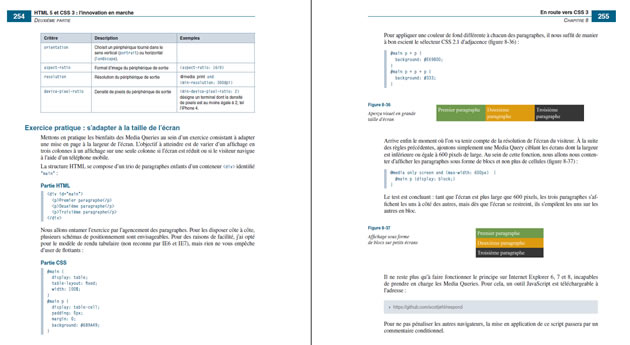 254
HTML 5 et CSS 3 : l'innovation en marche
DEUXIÈME PARTIE
Critère Description Exemples
orientation Choisit un périphérique tourné dans le
sens vertical (portrait) ou horizontal
(landscape).
aspect-ratio Format d'image du périphérique de sortie (aspect-ratio: 16/9)
resolution Résolution du périphérique de sortie @media print and
(min-resolution: 300dpi)
device-pixel-ratio Densité de pixels du périphérique de sortie (min-device-pixel-ratio: 2)
désigne un terminal dont la densité
de pixels est au moins égale à 2, tel
l'iPhone 4.
Exercice pratique : s'adapter à la taille de l'écran
Mettons en pratique les bienfaits des Media Queries au sein d'un exercice consistant à adapter
une mise en page à la largeur de l'écran. L'objectif à atteindre est de varier d'un affichage en
trois colonnes à un affichage sur une seule colonne si l'écran est réduit ou si le visiteur navigue
à l'aide d'un téléphone mobile.
La structure HTML se compose d'un trio de paragraphes enfants d'un conteneur <div> identifié
"main" :
Partie HTML
<div id="main">
<p>Premier paragraphe</p>
<p>Deuxième paragraphe</p>
<p>Troisième paragraphe</p>
</div>
Nous allons entamer l'exercice par l'agencement des paragraphes. Pour les disposer côte à côte,
plusieurs schémas de positionnement sont envisageables. Pour des raisons de facilité, j'ai opté
pour le modèle de rendu tabulaire (non reconnu par IE6 et IE7), mais rien ne vous empêche
d'user de flottants :
Partie CSS
#main {
display: table;
table-layout: fixed;
width: 100%;
}
#main p {
display: table-cell;
padding: 5px;
margin: 0;
}
En route vers CSS 3
CHAPITRE 8
255
Pour appliquer une couleur de fond différente à chacun des paragraphes, il nous suffit de manier
à bon escient le sélecteur CSS 2.1 d'adjacence (figure 8-36) :
#main p + p {
}
#main p + p + p {
background: #333;
}
Figure 8-36
Aperçu visuel en grande
taille d'écran
Premier paragraphe Deuxième
paragraphe Troisième
paragraphe
Arrive enfin le moment où l'on va tenir compte de la résolution de l'écran du visiteur. À la suite
des règles précédentes, ajoutons simplement une Media Query ciblant les écrans dont la largeur
est inférieure ou égale à 600 pixels de large. Au sein de cette fonction, nous allons nous conten-
ter d'afficher les paragraphes sous forme de blocs et non plus de cellules (figure 8-37) :
@media only screen and (max-width: 600px) {
#main p {display: block;}
}
Le test est concluant : tant que l'écran est plus large que 600 pixels, les trois paragraphes s'af-
fichent les uns à côté des autres, mais dès que l'écran se restreint, ils s'empilent les uns sur les
autres en bloc.
Figure 8-37
Affichage sous forme
de blocs sur petits écrans
Premier paragraphe
Deuxième paragraphe
Troisième paragraphe
Il ne reste plus qu'à faire fonctionner le principe sur Internet Explorer 6, 7 et 8, incapables
de prendre en charge les Media Queries. Pour cela, un outil JavaScript est téléchargeable à
l'adresse :
https://github.com/scottjehl/respond
Pour ne pas pénaliser les autres navigateurs, la mise en application de ce script passera par un
commentaire conditionnel.